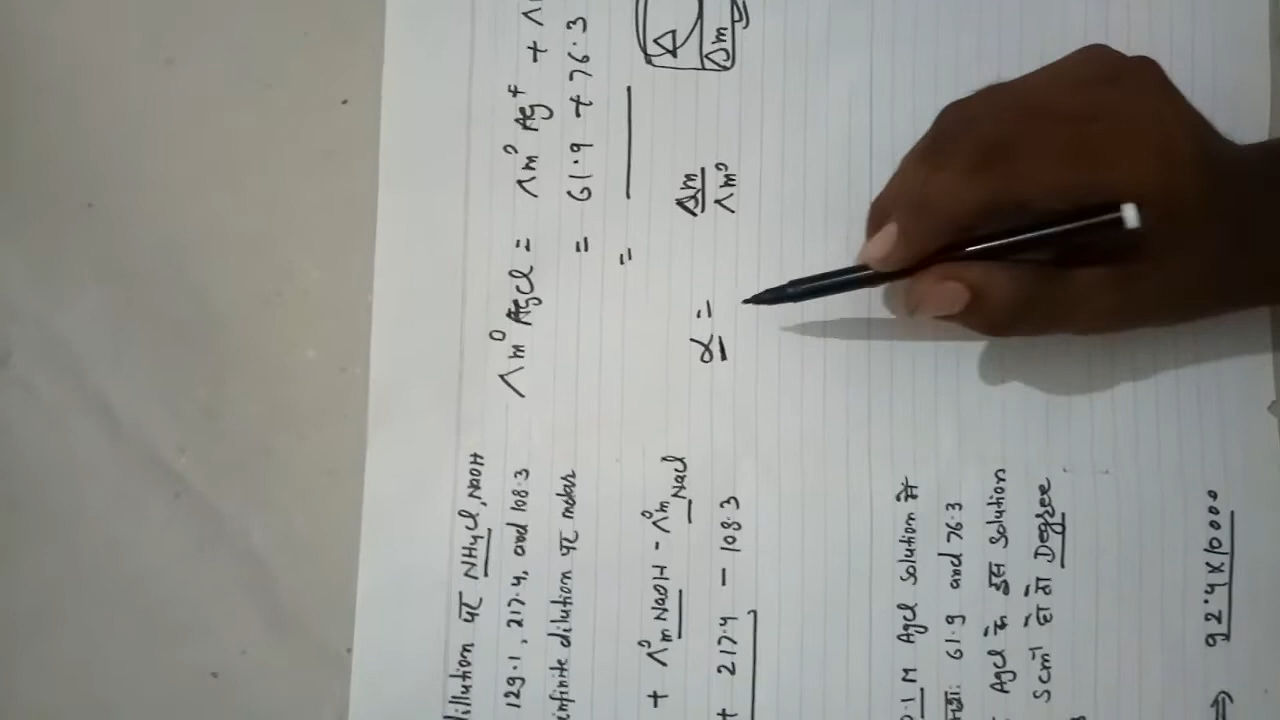 dillution पर NH4Cl, NaOH
129.1, 217.4, and 108.3
infinite dilution पर molar
+ Λ°m NaOH - Λ°m NaCl
+ 217.4 - 108.3
0.1 M AgCl solution में
61.9 and 76.3
AgCl के इस solution
Scm⁻¹ हो तो Degree
⇒ 92.4×10000
Λm° AgCl = Λm° Ag⁺ +
= 61.9 + 76.3
=
α = Λm/Λm°
Λm